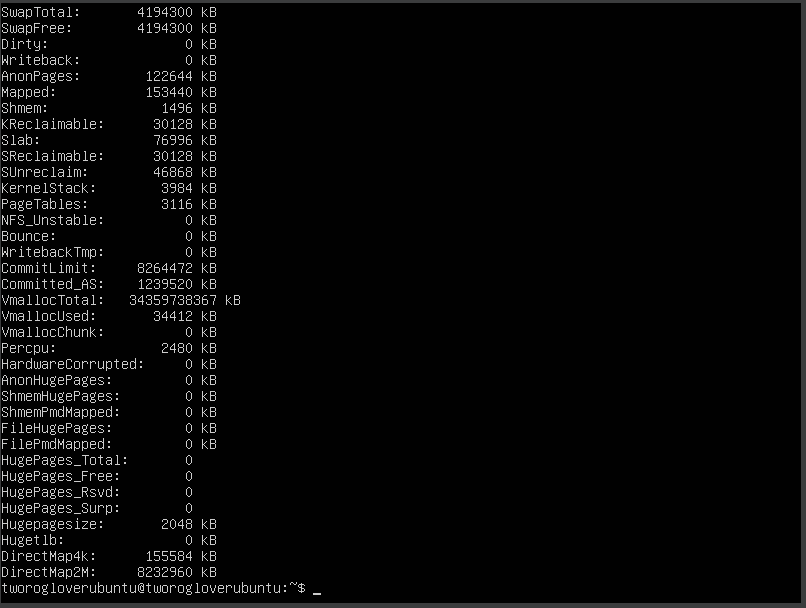 SwapTotal:       4194300 kB
SwapFree:        4194300 kB
Dirty:                 0 kB
Writeback:             0 kB
AnonPages:        122644 kB
Mapped:           153440 kB
Shmem:              1496 kB
KReclaimable:      30128 kB
Slab:              76996 kB
SReclaimable:      30128 kB
SUnreclaim:        46868 kB
KernelStack:        3984 kB
PageTables:         3116 kB
NFS_Unstable:          0 kB
Bounce:                0 kB
WritebackTmp:          0 kB
CommitLimit:     8264472 kB
Committed_AS:    1239520 kB
VmallocTotal:   34359738367 kB
VmallocUsed:       34412 kB
VmallocChunk:          0 kB
Percpu:             2480 kB
HardwareCorrupted:     0 kB
AnonHugePages:         0 kB
ShmemHugePages:        0 kB
ShmemPmdMapped:        0 kB
FileHugePages:         0 kB
FilePmdMapped:         0 kB
HugePages_Total:       0
HugePages_Free:        0
HugePages_Rsvd:        0
HugePages_Surp:        0
Hugepagesize:       2048 kB
Hugetlb:               0 kB
DirectMap4k:      155584 kB
DirectMap2M:     8232960 kB
tworogloverubuntu@tworogloverubuntu:~$ _